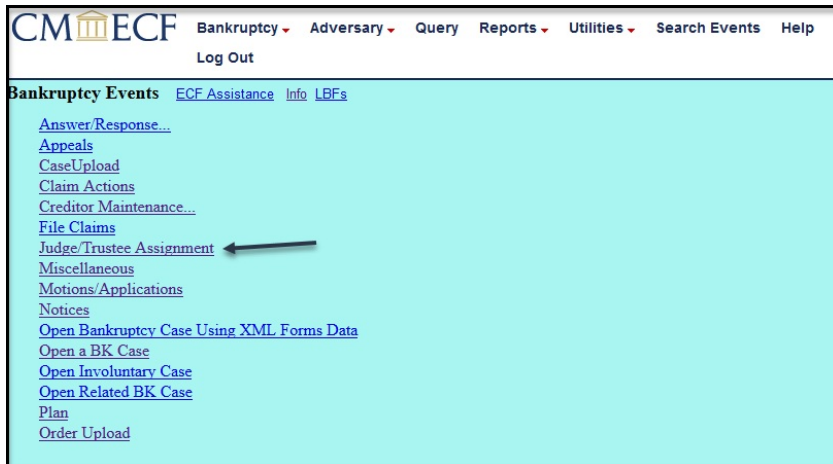 CM ECF Bankruptcy Adversary Query Reports Utilities Search Events Help
Log Out
Bankruptcy Events ECF Assistance Info LBFs
Answer/Response...
Appeals
CaseUpload
Claim Actions
Creditor Maintenance...
File Claims
Judge/Trustee Assignment
Miscellaneous
Motions/Applications
Notices
Open Bankruptcy Case Using XML Forms Data
Open a BK Case
Open Involuntary Case
Open Related BK Case
Plan
Order Upload